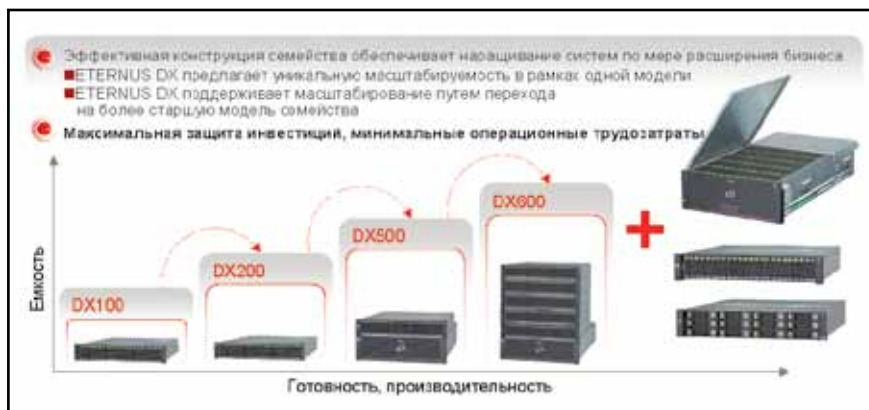 Эффективная конструкция семейства обеспечивает наращивание систем по мере расширения бизнеса
ETERNUS DX предлагает уникальную масштабируемость в рамках одной модели
ETERNUS DX поддерживает масштабирование путем перехода
на более старшую модель семейства
Максимальная защита инвестиций, минимальные операционные трудозатраты
DX600
DX500
DX200
DX100
Емкость
Готовность, производительность